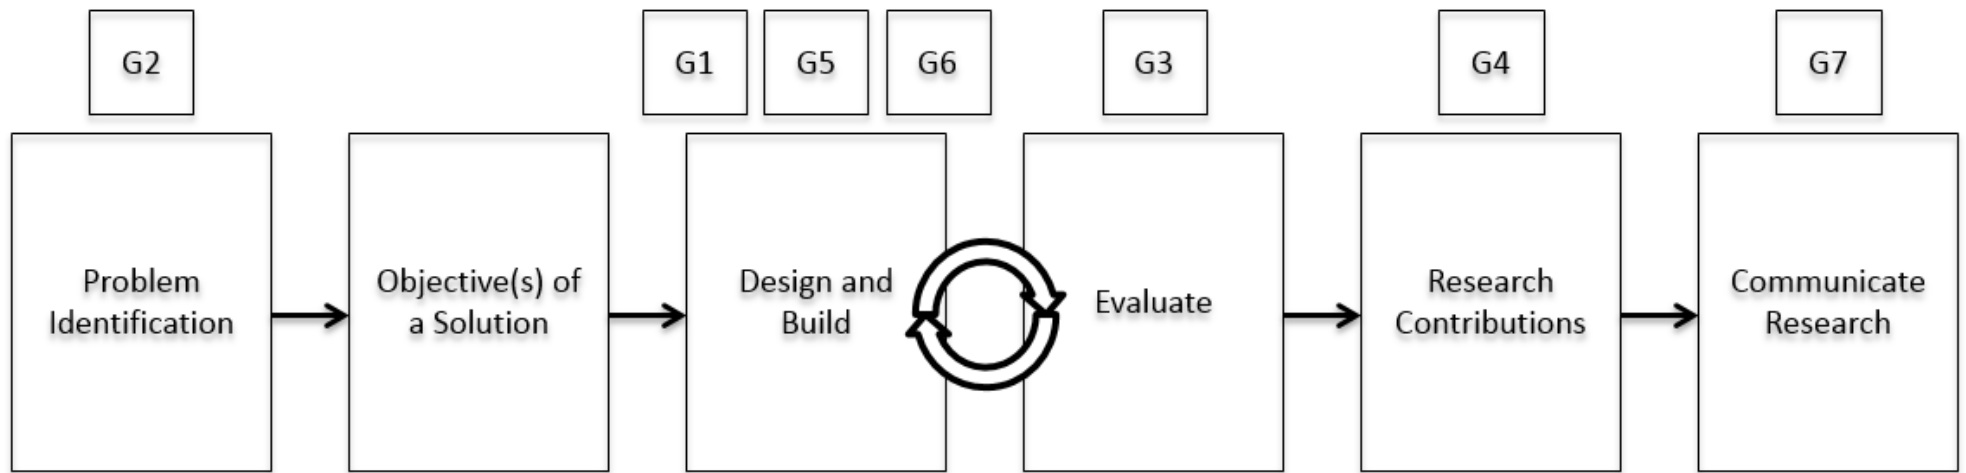 G2
G1
G5
G6
G3
G4
G7
Problem
Identification
Objective(s) of
a Solution
Design and
Build
Evaluate
Research
Contributions
Communicate
Research